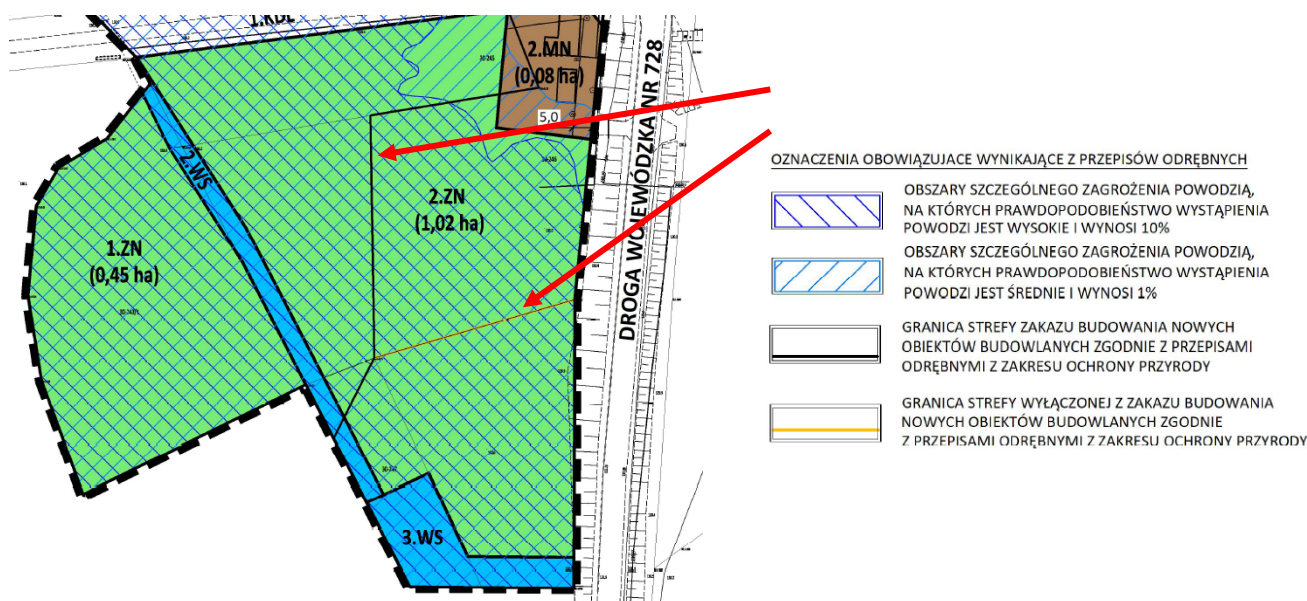 1.KDL
2.MN
(0,08 ha)
5,0
2.WS
2.ZN
(1,02 ha)
1.ZN
(0,45 ha)
3.WS
DROGA WOJEWÓDZKA NR 728
OZNACZENIA OBOWIĄZUJACE WYNIKAJĄCE Z PRZEPISÓW ODRĘBNYCH
OBSZARY SZCZEGÓLNEGO ZAGROŻENIA POWODZIĄ,
NA KTÓRYCH PRAWDOPODOBIEŃSTWO WYSTĄPIENIA
POWODZI JEST WYSOKIE I WYNOSI 10%
OBSZARY SZCZEGÓLNEGO ZAGROŻENIA POWODZIĄ,
NA KTÓRYCH PRAWDOPODOBIEŃSTWO WYSTĄPIENIA
POWODZI JEST ŚREDNIE I WYNOSI 1%
GRANICA STREFY ZAKAZU BUDOWANIA NOWYCH
OBIEKTÓW BUDOWLANYCH ZGODNIE Z PRZEPISAMI
ODRĘBNYMI Z ZAKRESU OCHRONY PRZYRODY
GRANICA STREFY WYŁĄCZONEJ Z ZAKAZU BUDOWANIA
NOWYCH OBIEKTÓW BUDOWLANYCH ZGODNIE
Z PRZEPISAMI ODRĘBNYMI Z ZAKRESU OCHRONY PRZYRODY